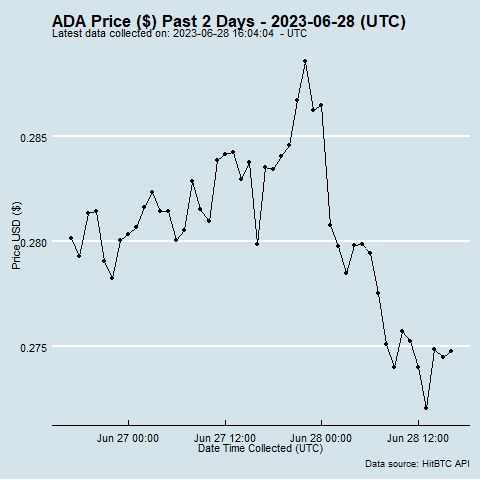 ADA Price ($) Past 2 Days - 2023-06-28 (UTC)
Latest data collected on: 2023-06-28 16:04:04 - UTC
0.285
0.280
0.275
Price USD ($)
Jun 27 00:00 Jun 27 12:00 Jun 28 00:00 Jun 28 12:00
Date Time Collected (UTC)
Data source: HitBTC API